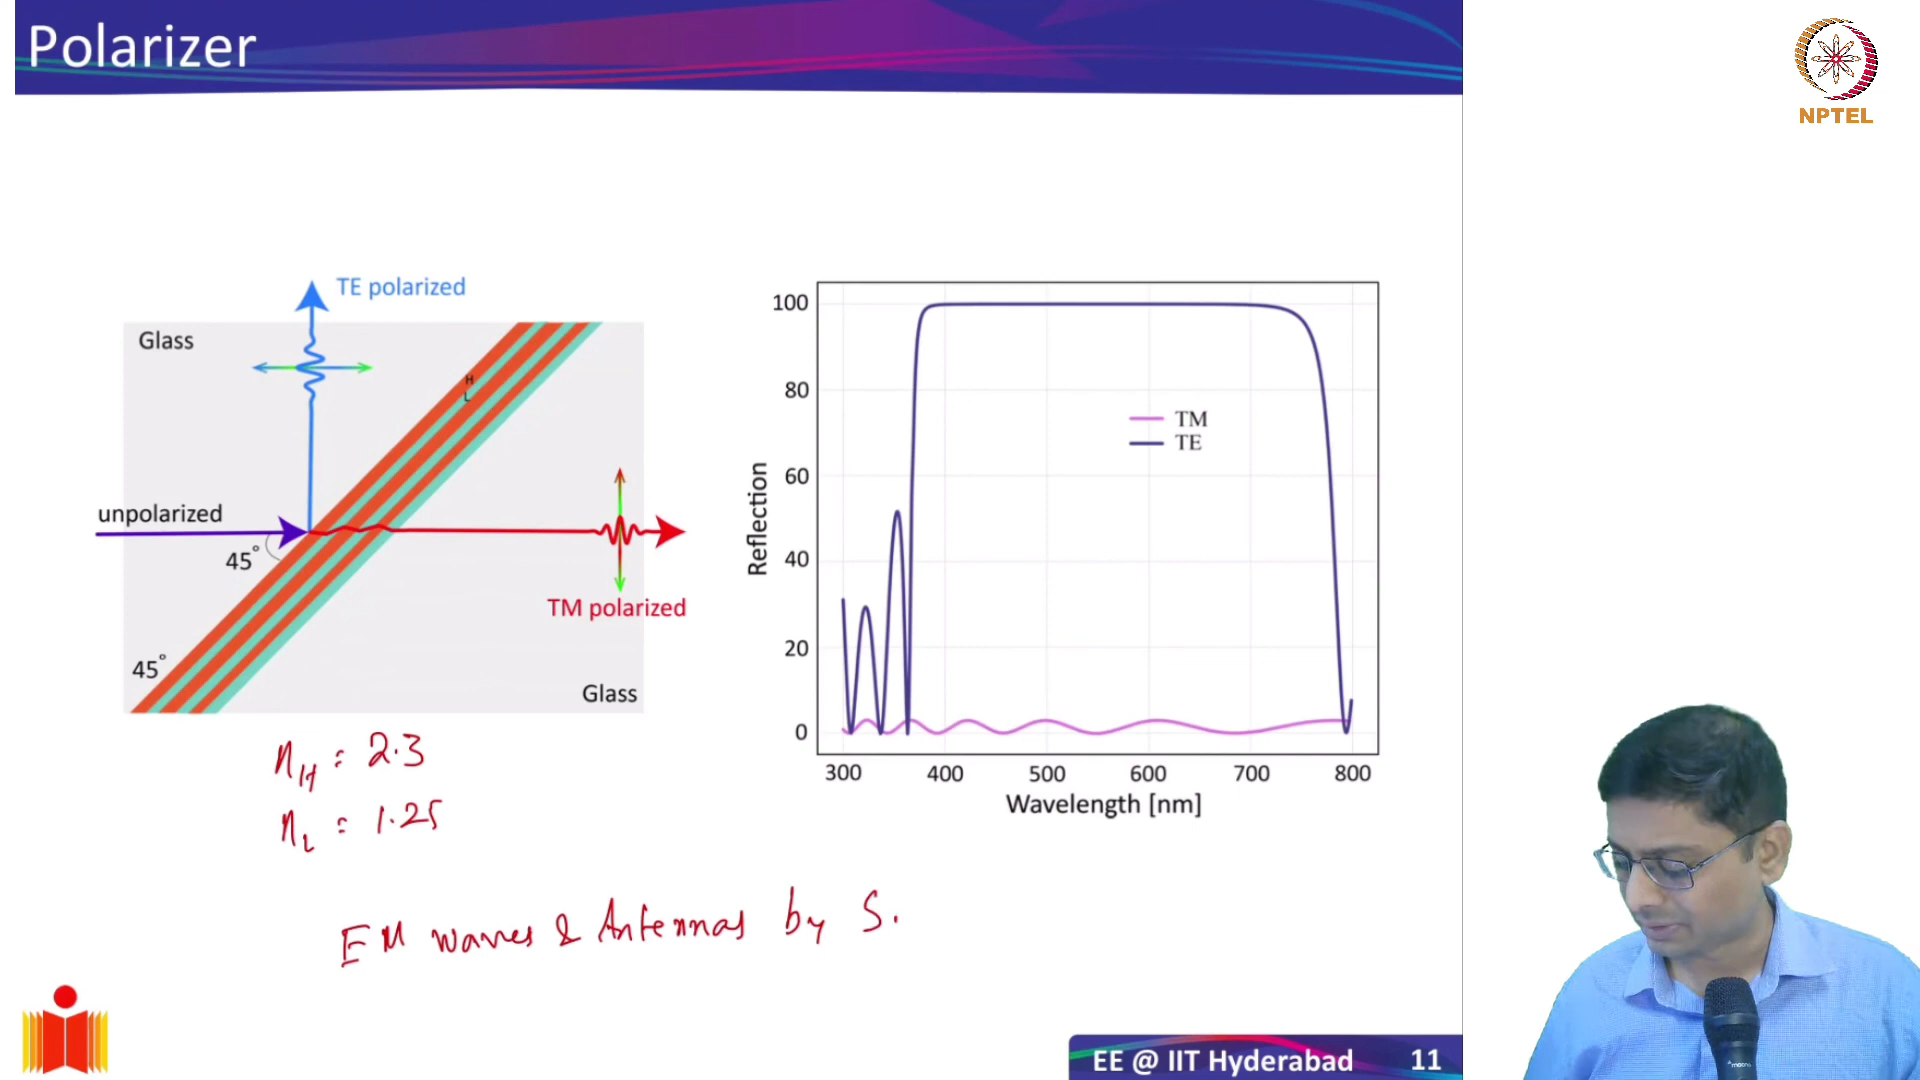 Polarizer
NPTEL
TE polarized
Glass
H
L
unpolarized
45°
TM polarized
45°
Glass
100
80
60
40
20
0
Reflection
TM
TE
300 400 500 600 700 800
Wavelength [nm]
nH : 2.3
nL : 1.25
EM waves & Antennas by S.
EE @ IIT Hyderabad 11